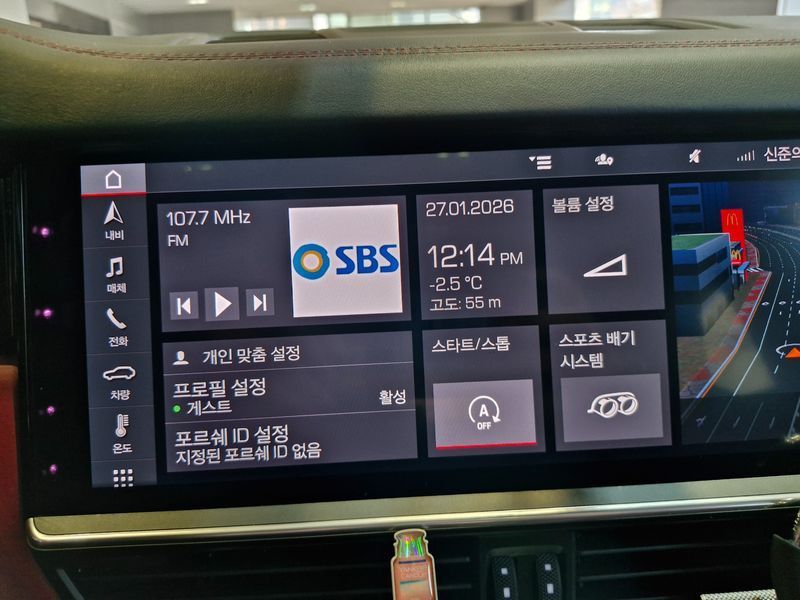 신준의
내비
매체
전화
차량
온도
107.7 MHz
FM
SBS
27.01.2026
12:14 PM
-2.5 °C
고도: 55 m
볼륨 설정
개인 맞춤 설정
프로필 설정
게스트
활성
포르쉐 ID 설정
지정된 포르쉐 ID 없음
스타트/스톱
A
OFF
스포츠 배기
시스템